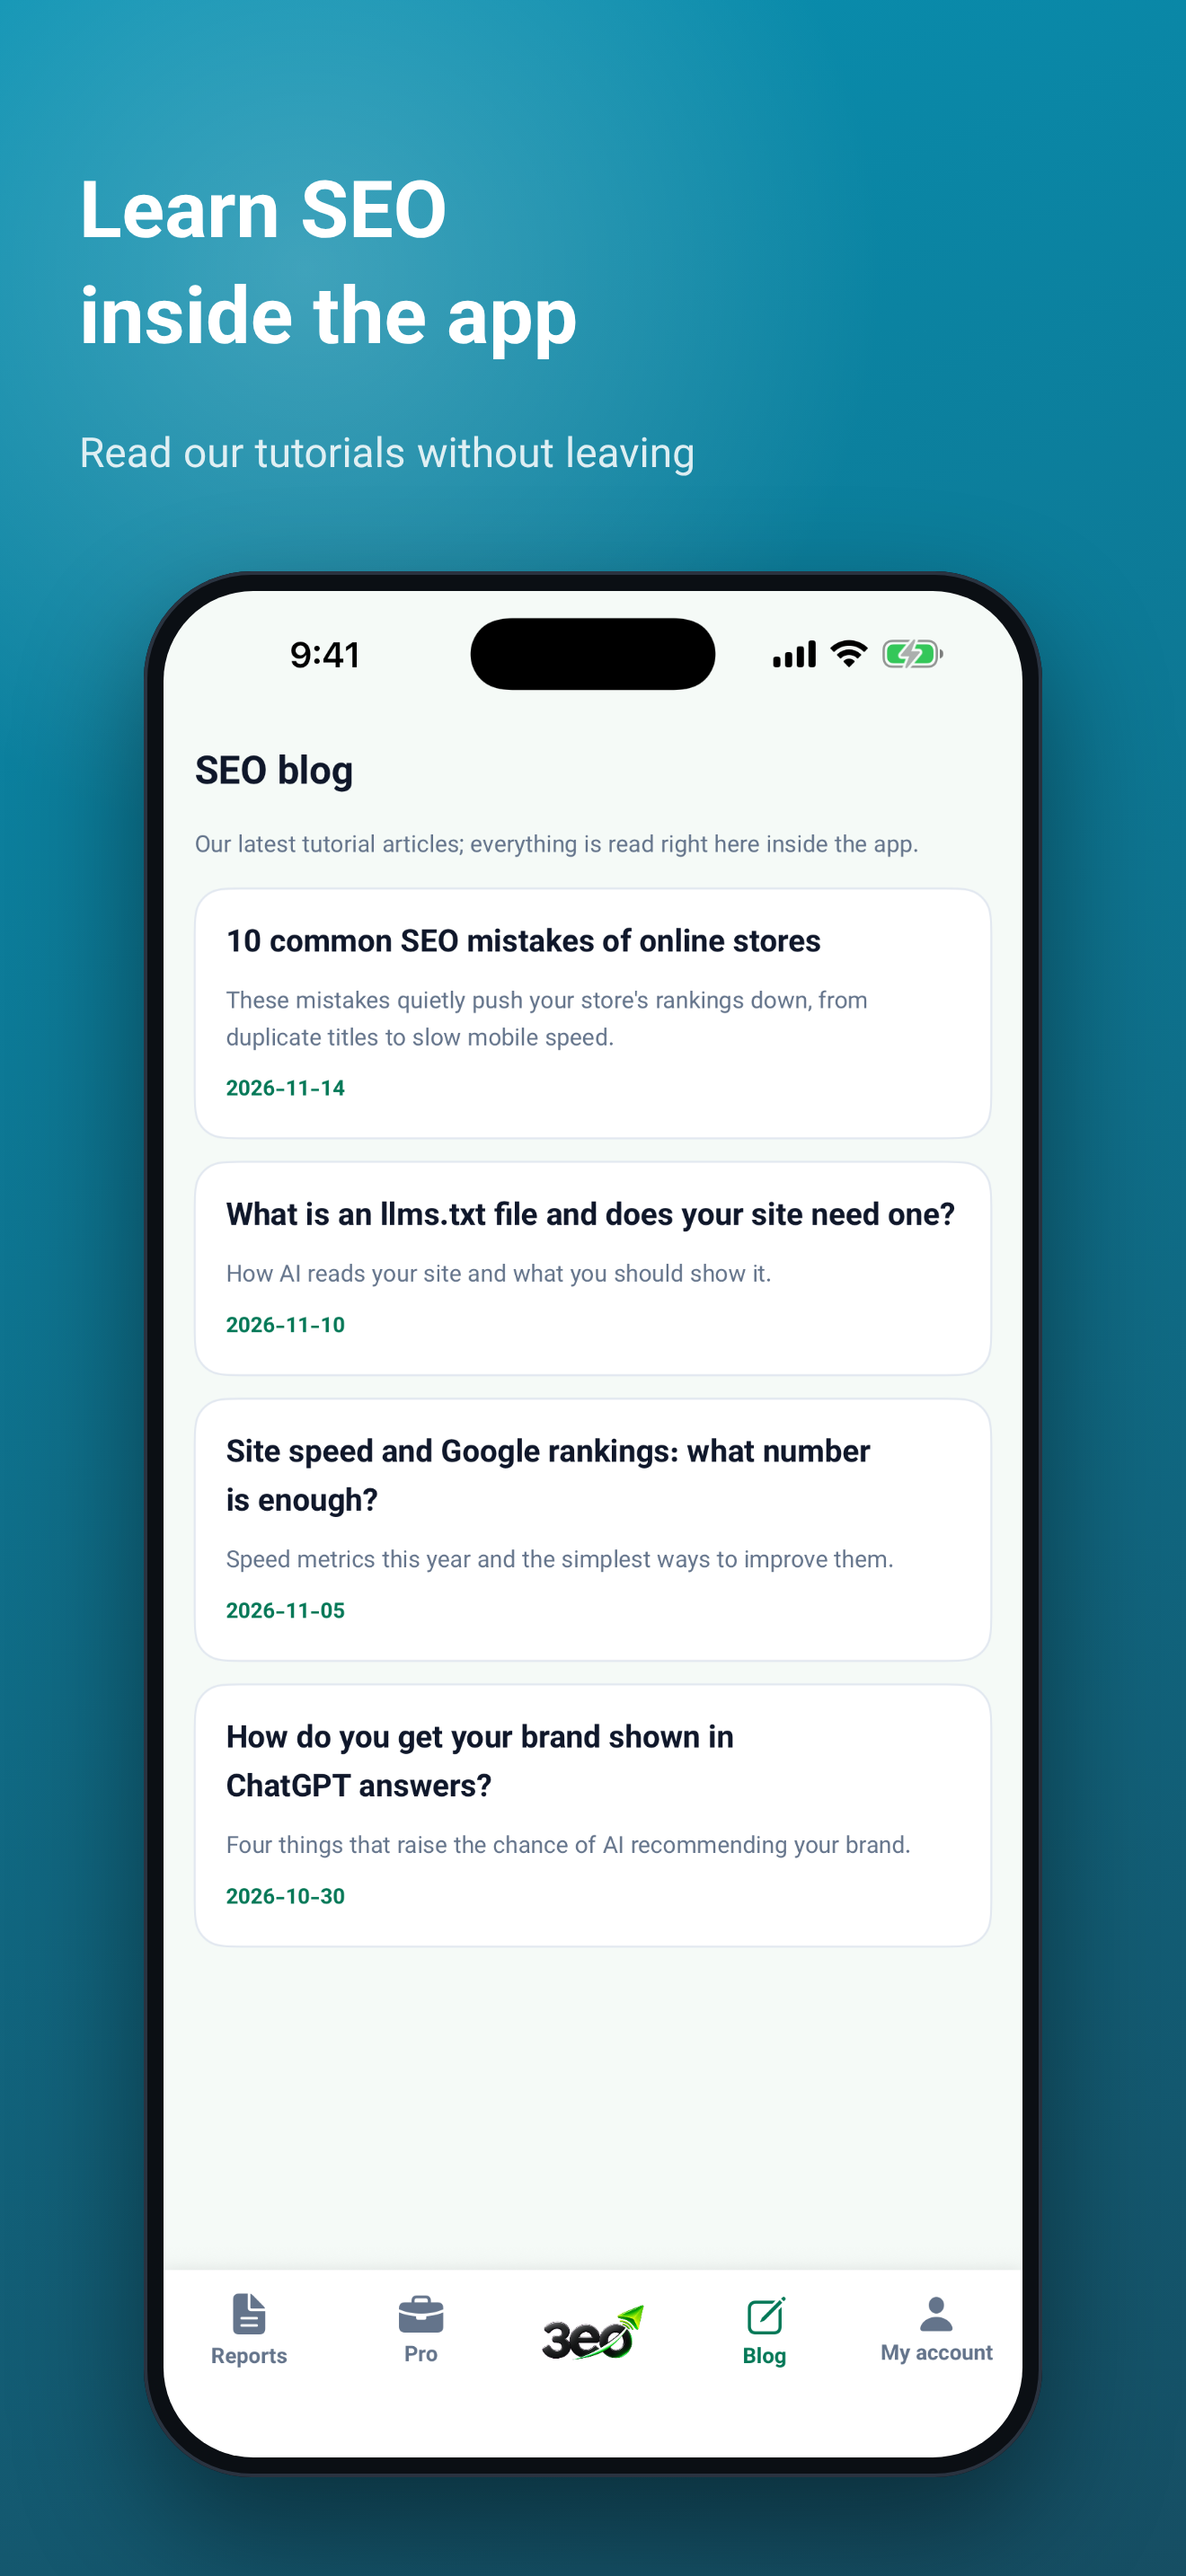 Learn SEO
inside the app
Read our tutorials without leaving
9:41
SEO blog
Our latest tutorial articles; everything is read right here inside the app.
10 common SEO mistakes of online stores
These mistakes quietly push your store's rankings down, from
duplicate titles to slow mobile speed.
2026-11-14
What is an llms.txt file and does your site need one?
How AI reads your site and what you should show it.
2026-11-10
Site speed and Google rankings: what number
is enough?
Speed metrics this year and the simplest ways to improve them.
2026-11-05
How do you get your brand shown in
ChatGPT answers?
Four things that raise the chance of AI recommending your brand.
2026-10-30
Reports
Pro
3eo
Blog
My account